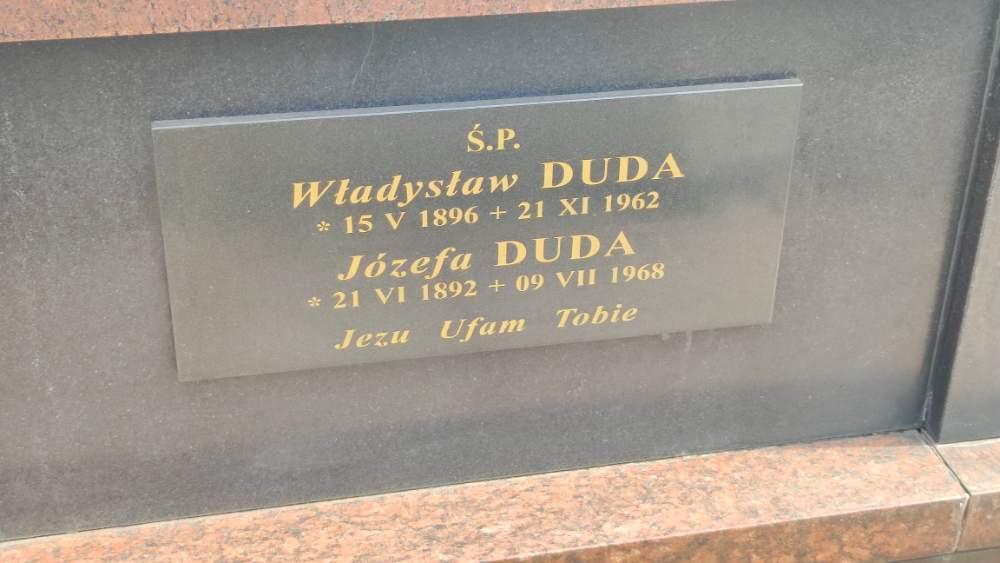 Ś.P.
Władysław DUDA
* 15 V 1896 + 21 XI 1962
Józefa DUDA
* 21 VI 1892 + 09 VII 1968
Jezu Ufam Tobie